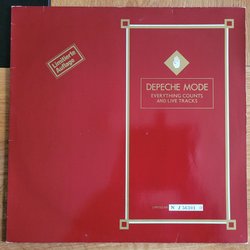 Limitierte
Auflage
DEPECHE MODE
EVERYTHING COUNTS
AND LIVE TRACKS